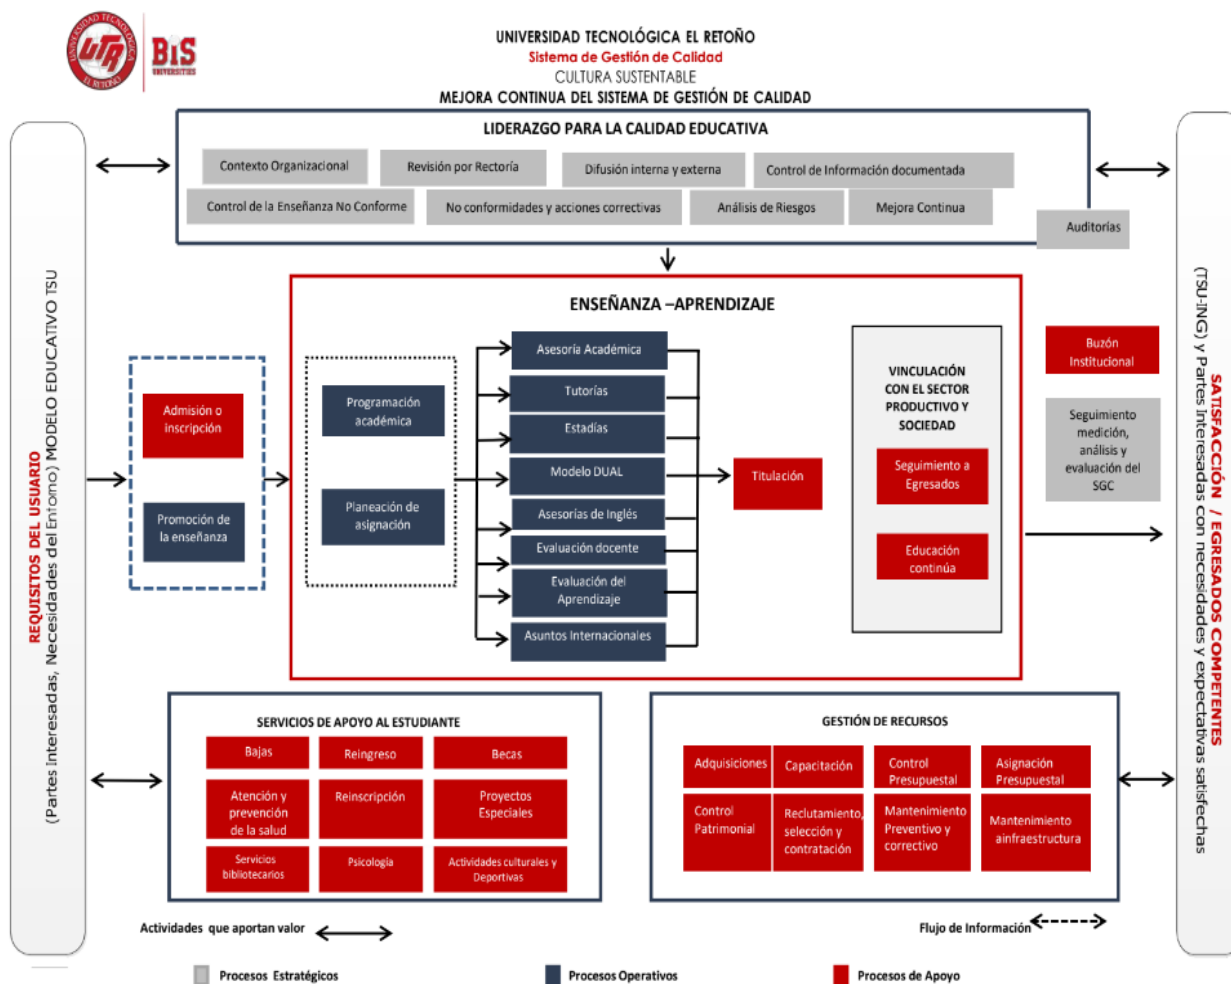 UNIVERSIDAD TECNOLÓGICA
UTR
EL RETOÑO
BiS
UNIVERSITIES
UNIVERSIDAD TECNOLÓGICA EL RETOÑO
Sistema de Gestión de Calidad
CULTURA SUSTENTABLE
MEJORA CONTINUA DEL SISTEMA DE GESTIÓN DE CALIDAD
REQUISITOS DEL USUARIO
(Partes Interesadas, Necesidades del Entorno) MODELO EDUCATIVO TSU
LIDERAZGO PARA LA CALIDAD EDUCATIVA
Contexto Organizacional
Revisión por Rectoría
Difusión interna y externa
Control de Información documentada
Control de la Enseñanza No Conforme
No conformidades y acciones correctivas
Análisis de Riesgos
Mejora Continua
Auditorías
Admisión o
inscripción
Promoción de
la enseñanza
ENSEÑANZA –APRENDIZAJE
Programación
académica
Planeación de
asignación
Asesoría Académica
Tutorías
Estadías
Modelo DUAL
Asesorías de Inglés
Evaluación docente
Evaluación del
Aprendizaje
Asuntos Internacionales
Titulación
VINCULACIÓN
CON EL SECTOR
PRODUCTIVO Y
SOCIEDAD
Seguimiento a
Egresados
Educación
continúa
Buzón
Institucional
Seguimiento
medición,
análisis y
evaluación del
SGC
SATISFACCIÓN / EGRESADOS COMPETENTES
(TSU-ING) y Partes Interesadas con necesidades y expectativas satisfechas
SERVICIOS DE APOYO AL ESTUDIANTE
Bajas
Reingreso
Becas
Atención y
prevención
de la salud
Reinscripción
Proyectos
Especiales
Servicios
bibliotecarios
Psicología
Actividades culturales y
Deportivas
GESTIÓN DE RECURSOS
Adquisiciones
Capacitación
Control
Presupuestal
Asignación
Presupuestal
Control
Patrimonial
Reclutamiento,
selección y
contratación
Mantenimiento
Preventivo y
correctivo
Mantenimiento
ainfraestructura
Actividades que aportan valor
Flujo de Información
Procesos Estratégicos
Procesos Operativos
Procesos de Apoyo